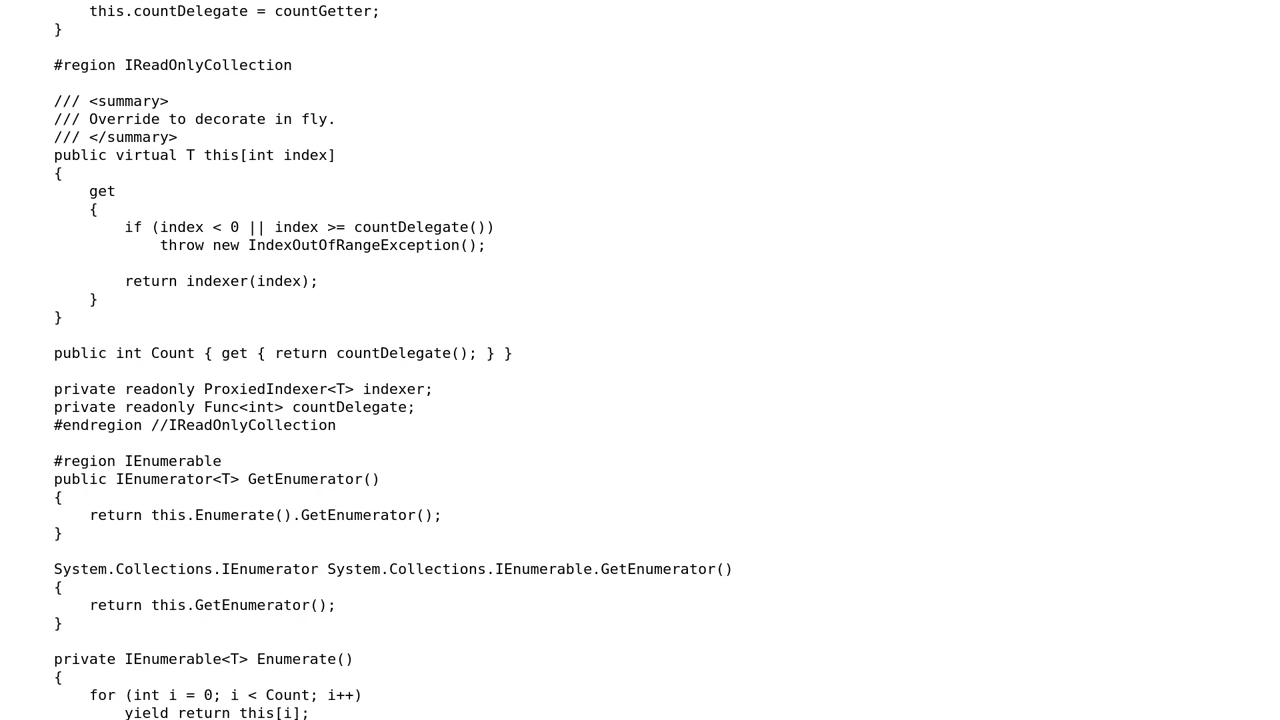 this.countDelegate = countGetter;
}

#region IReadOnlyCollection

/// <summary>
/// Override to decorate in fly.
/// </summary>
public virtual T this[int index]
{
    get
    {
        if (index < 0 || index >= countDelegate())
            throw new IndexOutOfRangeException();

        return indexer(index);
    }
}

public int Count { get { return countDelegate(); } }

private readonly ProxiedIndexer<T> indexer;
private readonly Func<int> countDelegate;
#endregion //IReadOnlyCollection

#region IEnumerable
public IEnumerator<T> GetEnumerator()
{
    return this.Enumerate().GetEnumerator();
}

System.Collections.IEnumerator System.Collections.IEnumerable.GetEnumerator()
{
    return this.GetEnumerator();
}

private IEnumerable<T> Enumerate()
{
    for (int i = 0; i < Count; i++)
        yield return this[i];